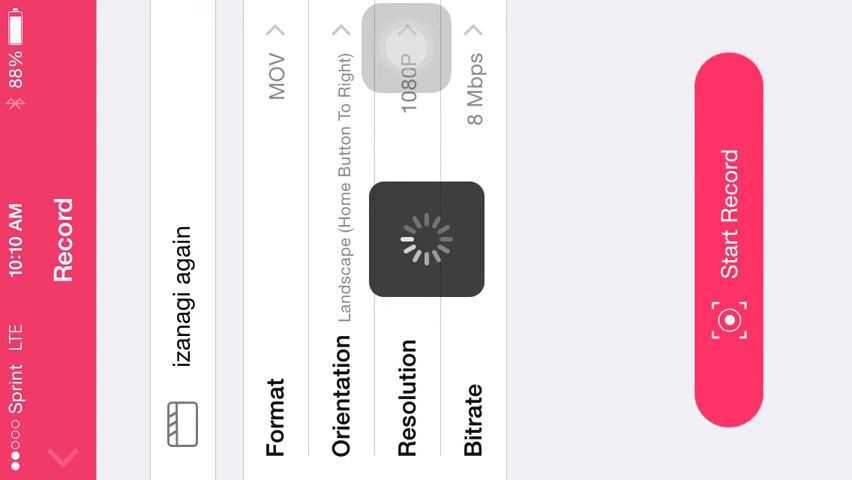 Sprint LTE 10:10 AM 88%
Record
izanagi again
Format MOV
Orientation Landscape (Home Button To Right)
Resolution 1080P
Bitrate 8 Mbps
Start Record